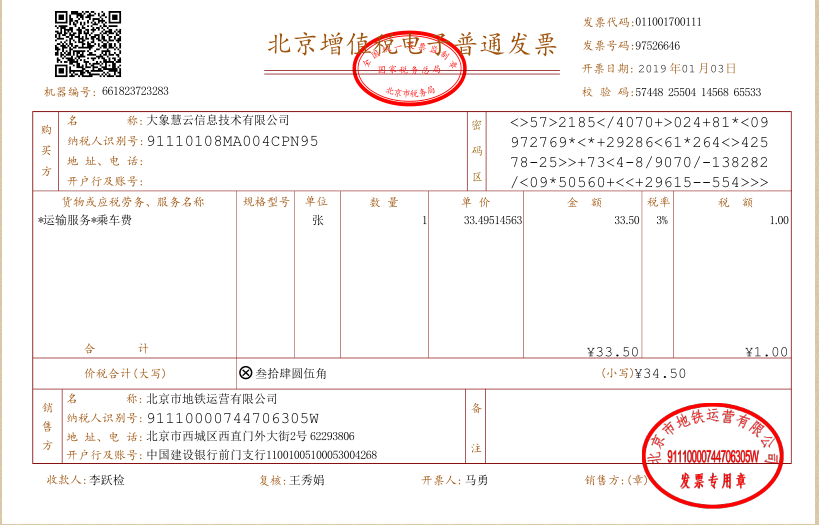 北京增值税电子普通发票
全国统一发票监制章
国家税务总局
北京市税务局
发票代码:011001700111
发票号码:97526646
开票日期: 2019 年 01 月 03日
机器编号: 661823723283
校 验 码:57448 25504 14568 65533
购买方
名 称: 大象慧云信息技术有限公司
纳税人识别号: 91110108MA004CPN95
地 址、电 话:
开户行及账号:
密码区
<>57>2185</4070+>024+81*<09
972769*<*+29286<61*264<>425
78-25>>+73<4-8/9070/-138282
/<09*50560+<<+29615--554>>>
货物或应税劳务、服务名称 规格型号 单位 数 量 单 价 金 额 税率 税 额
*运输服务*乘车费 张 1 33.49514563 33.50 3% 1.00
合 计 ¥33.50 ¥1.00
价税合计(大写) ⊗ 叁拾肆圆伍角 (小写)¥34.50
销售方
名 称: 北京市地铁运营有限公司
纳税人识别号: 91110000744706305W
地 址、电 话: 北京市西城区西直门外大街2号 62293806
开户行及账号: 中国建设银行前门支行11001005100053004268
备注
北京市地铁运营有限公司
91110000744706305W
发票专用章
收款人: 李跃检 复核: 王秀娟 开票人: 马勇 销售方: (章)